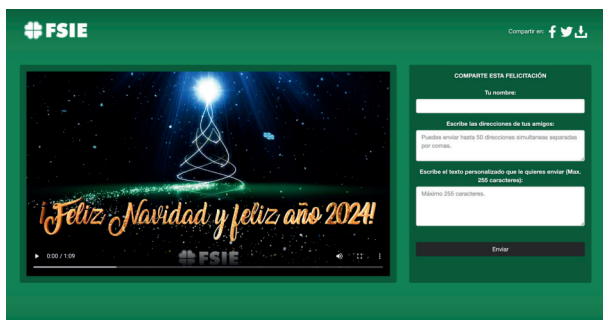 FSIE
Compartir en:
¡Feliz Navidad y feliz año 2024!
FSIE
0:00 / 1:09
COMPARTE ESTA FELICITACIÓN
Tu nombre:
Escribe las direcciones de tus amigos:
Puedes enviar hasta 50 direcciones simultaneas separadas
por comas.
Escribe el texto personalizado que le quieres enviar (Max.
255 caracteres):
Máximo 255 caracteres.
Enviar